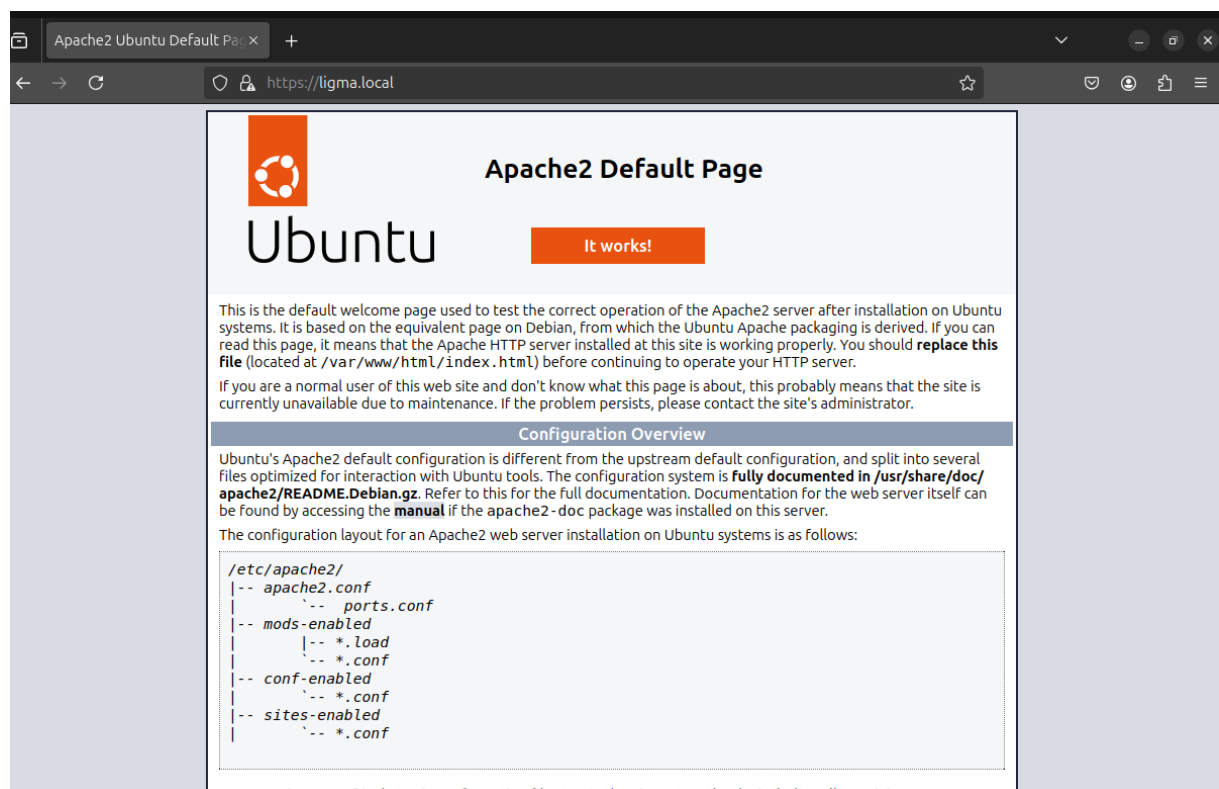 Apache2 Ubuntu Default Pag
https://ligma.local
Ubuntu
Apache2 Default Page
It works!
This is the default welcome page used to test the correct operation of the Apache2 server after installation on Ubuntu
systems. It is based on the equivalent page on Debian, from which the Ubuntu Apache packaging is derived. If you can
read this page, it means that the Apache HTTP server installed at this site is working properly. You should replace this
file (located at /var/www/html/index.html) before continuing to operate your HTTP server.
If you are a normal user of this web site and don't know what this page is about, this probably means that the site is
currently unavailable due to maintenance. If the problem persists, please contact the site's administrator.
Configuration Overview
Ubuntu's Apache2 default configuration is different from the upstream default configuration, and split into several
files optimized for interaction with Ubuntu tools. The configuration system is fully documented in /usr/share/doc/
apache2/README.Debian.gz. Refer to this for the full documentation. Documentation for the web server itself can
be found by accessing the manual if the apache2-doc package was installed on this server.
The configuration layout for an Apache2 web server installation on Ubuntu systems is as follows:
/etc/apache2/
|-- apache2.conf
|       `--  ports.conf
|-- mods-enabled
|       |-- *.load
|       `-- *.conf
|-- conf-enabled
|       `-- *.conf
|-- sites-enabled
|       `-- *.conf